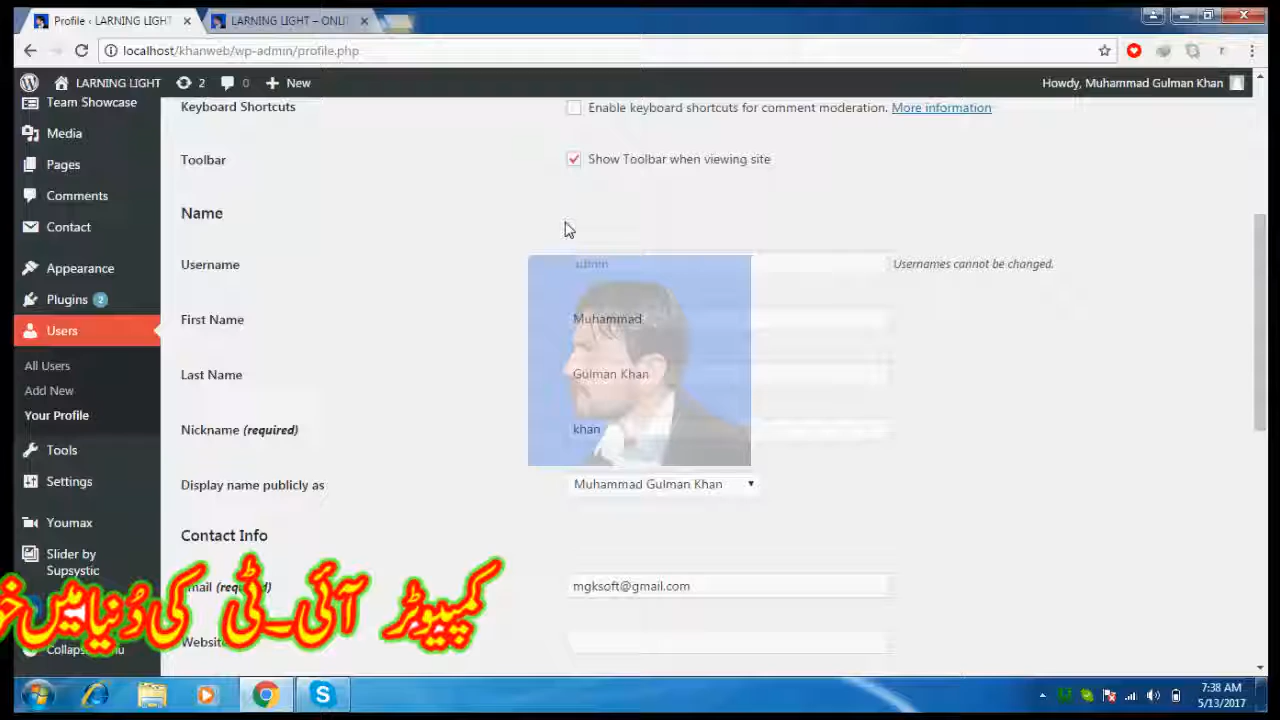 Profile ‹ LARNING LIGHT
LARNING LIGHT – ONLI
localhost/khanweb/wp-admin/profile.php
LARNING LIGHT 2 0 New
Howdy, Muhammad Gulman Khan
Team Showcase
Media
Pages
Comments
Contact
Appearance
Plugins 2
Users
All Users
Add New
Your Profile
Tools
Settings
Youmax
Slider by
Supsystic
Keyboard Shortcuts
Enable keyboard shortcuts for comment moderation. More information
Toolbar
Show Toolbar when viewing site
Name
Username admin Usernames cannot be changed.
First Name Muhammad
Last Name Gulman Khan
Nickname (required) khan
Display name publicly as Muhammad Gulman Khan
Contact Info
mgksoft@gmail.com
Website
کمپیوٹر آئی-ٹی کی دُنیا میں
7:38 AM
5/13/2017